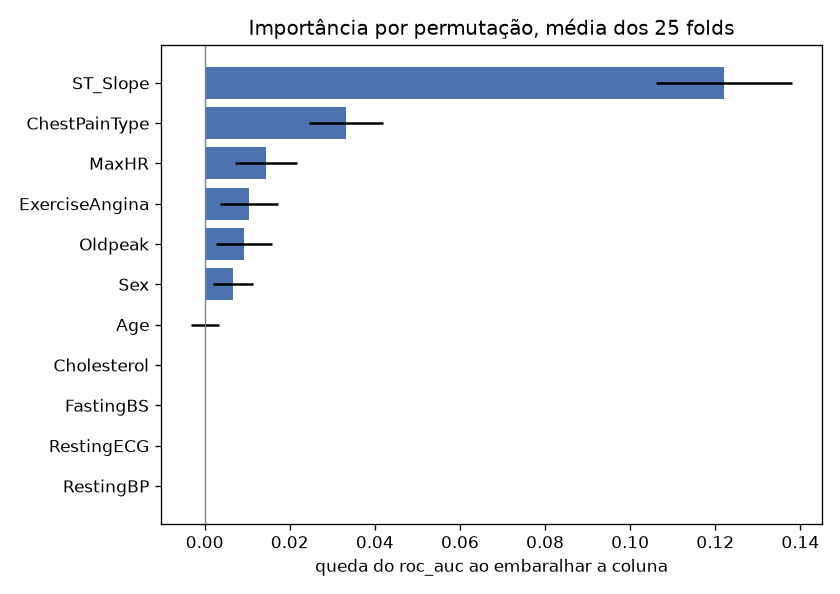 Importância por permutação, média dos 25 folds
ST_Slope
ChestPainType
MaxHR
ExerciseAngina
Oldpeak
Sex
Age
Cholesterol
FastingBS
RestingECG
RestingBP
0.00 0.02 0.04 0.06 0.08 0.10 0.12 0.14
queda do roc_auc ao embaralhar a coluna